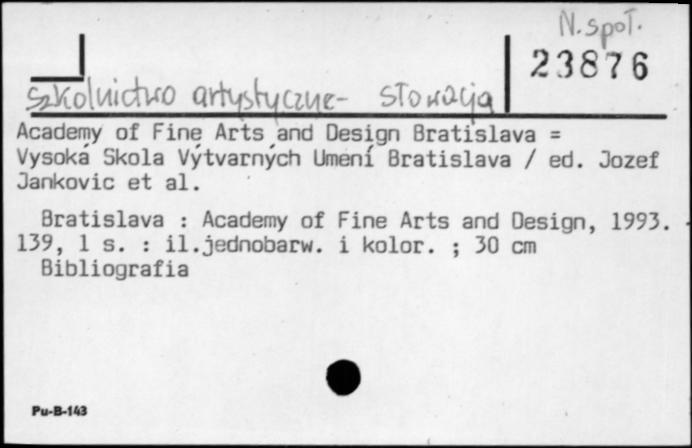 N. społ.
23876
Szkolnictwo artystyczne - Słowacja
Academy of Fine Arts and Design Bratislava =
Vysoká Skola Výtvarných Umení Bratislava / ed. Jozef
Jankovic et al.
Bratislava : Academy of Fine Arts and Design, 1993.
139, 1 s. : il.jednobarw. i kolor. ; 30 cm
Bibliografia
Pu-B-143